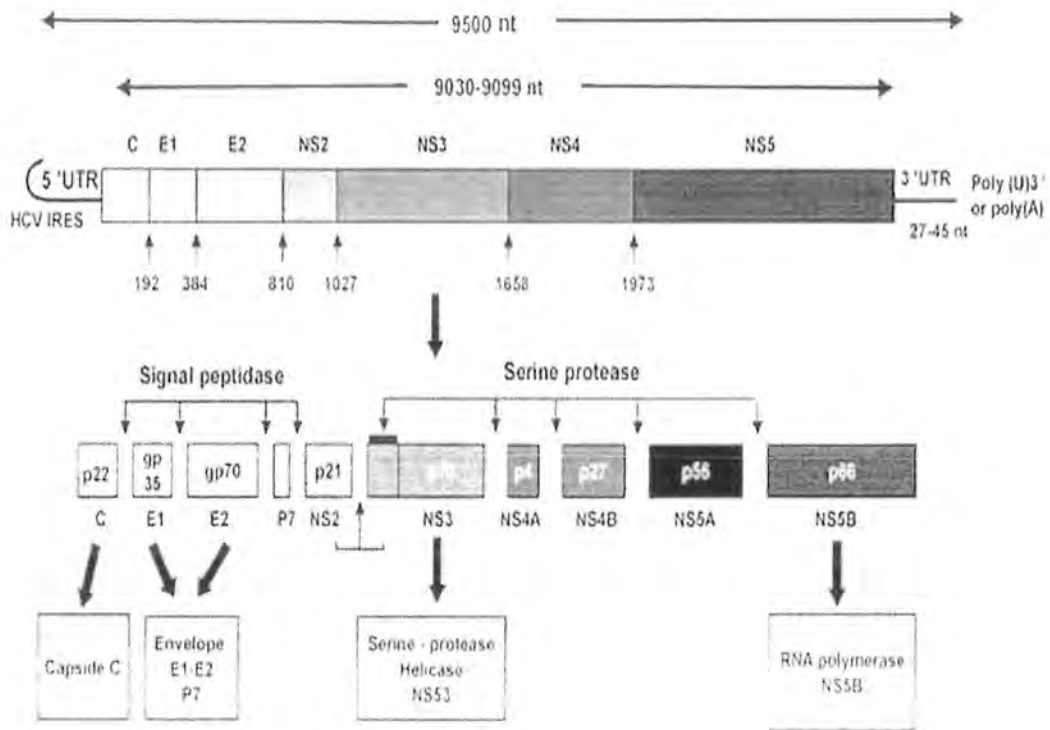 9500 nt
9030-9099 nt
C E1 E2 NS2 NS3 NS4 NS5
5 'UTR
3 'UTR
Poly (U)3'
or poly(A)
HCV IRES
27-45 nt
192 384 810 1027 1658 1973
Signal peptidase
Serine protease
p22 gp 35 gp70 p21 p70 p4 p27 p56 p66
C E1 E2 P7 NS2 NS3 NS4A NS4B NS5A NS5B
Capside C
Envelope
E1-E2
P7
Serine - protease
Helicase
NS53
RNA polymerase
NS5B